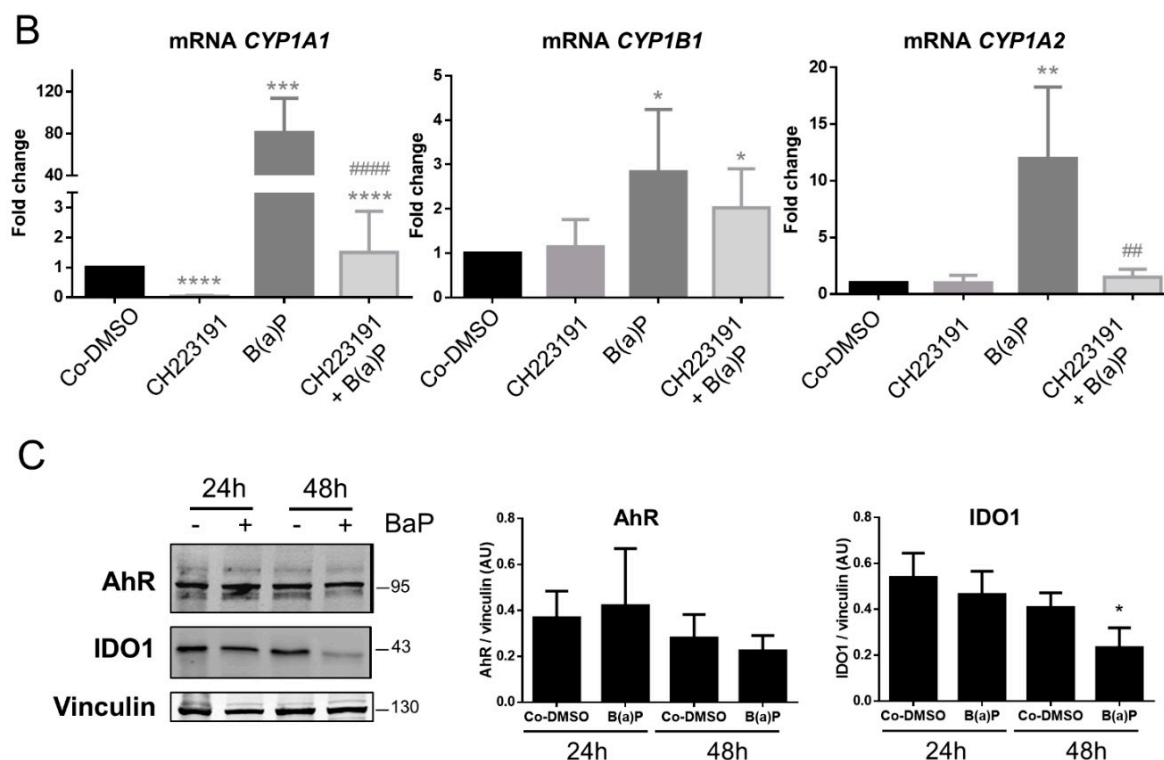 B
mRNA CYP1A1
Fold change
120
80
40
2
1
0
***
####
****
****
Co-DMSO
CH223191
B(a)P
CH223191
+ B(a)P
mRNA CYP1B1
Fold change
5
4
3
2
1
0
*
*
Co-DMSO
CH223191
B(a)P
CH223191
+ B(a)P
mRNA CYP1A2
Fold change
20
15
10
5
0
**
##
Co-DMSO
CH223191
B(a)P
CH223191
+ B(a)P
C
24h 48h
- + - + BaP
AhR
95
IDO1
43
Vinculin
130
AhR
AhR / vinculin (AU)
0.8
0.6
0.4
0.2
0.0
Co-DMSO B(a)P Co-DMSO B(a)P
24h 48h
IDO1
IDO1 / vinculin (AU)
0.8
0.6
0.4
0.2
0.0
*
Co-DMSO B(a)P Co-DMSO B(a)P
24h 48h